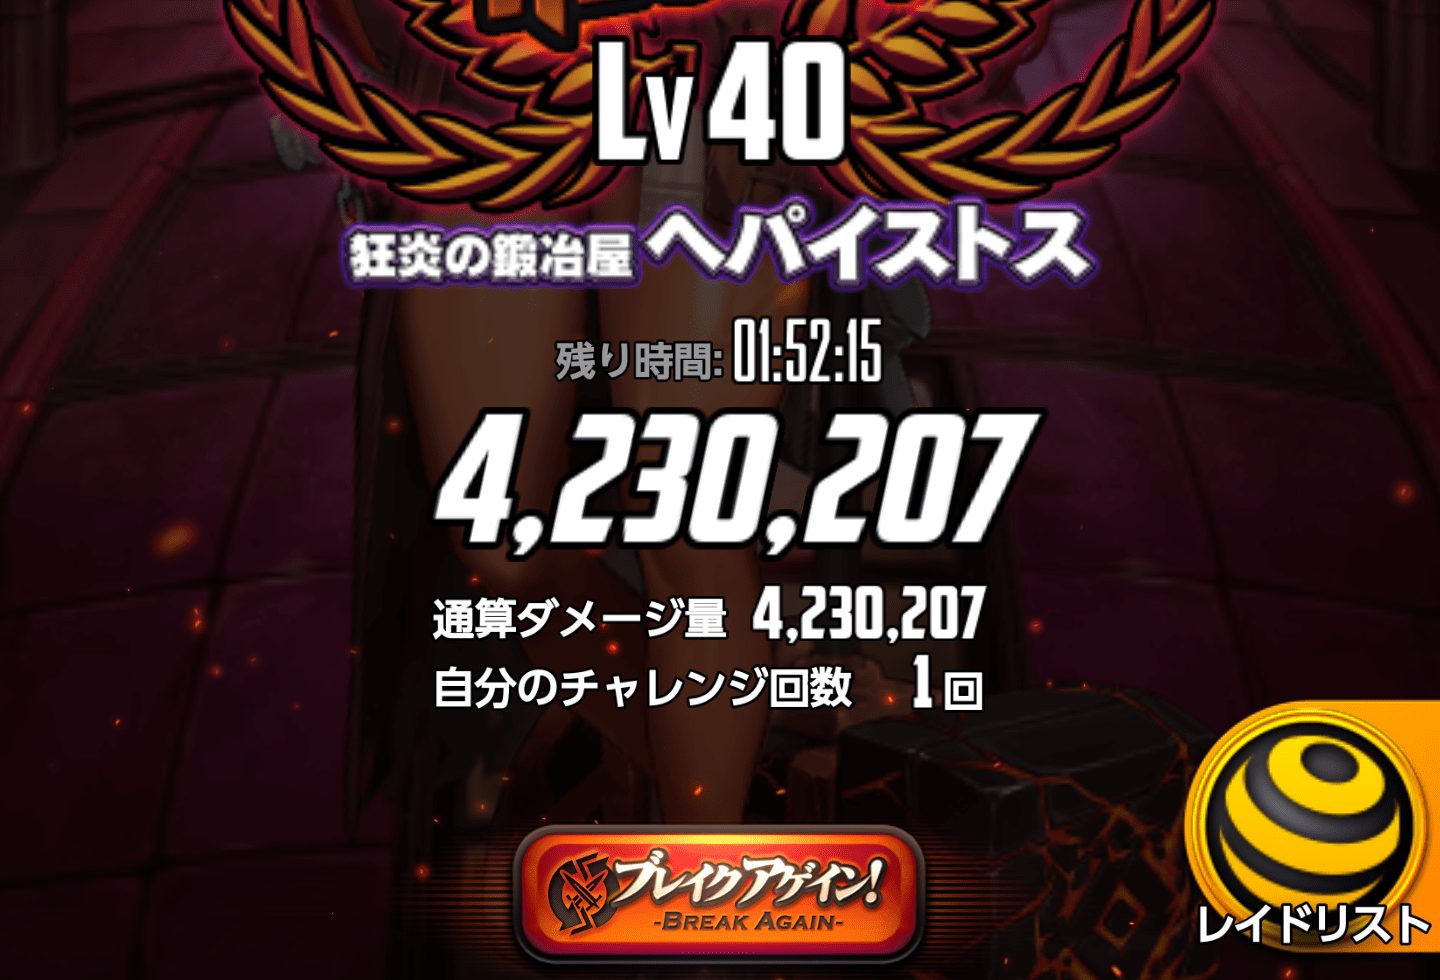 Lv40
狂炎の鍛冶屋 ヘパイストス
残り時間: 01:52:15
4,230,207
通算ダメージ量 4,230,207
自分のチャレンジ回数 1回
ブレイクアゲイン!
-BREAK AGAIN-
レイドリスト